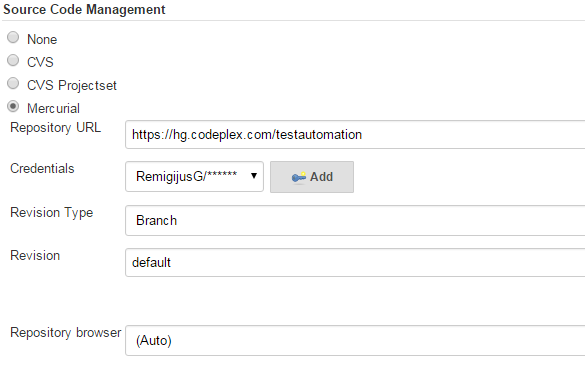 Source Code Management
None
CVS
CVS Projectset
Mercurial
Repository URL
https://hg.codeplex.com/testautomation
Credentials
RemigijusG/****** Add
Revision Type
Branch
Revision
default
Repository browser
(Auto)